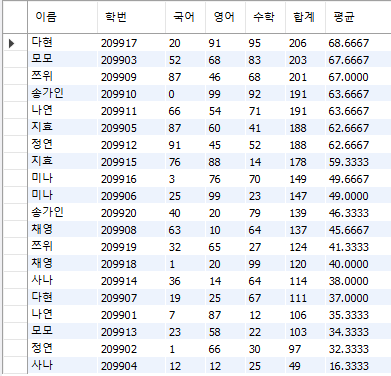 이름 학번 국어 영어 수학 합계 평균
다현 209917 20 91 95 206 68.6667
모모 209903 52 68 83 203 67.6667
쯔위 209909 87 46 68 201 67.0000
송가인 209910 0 99 92 191 63.6667
나연 209911 66 54 71 191 63.6667
지효 209905 87 60 41 188 62.6667
정연 209912 91 45 52 188 62.6667
지효 209915 76 88 14 178 59.3333
미나 209916 3 76 70 149 49.6667
미나 209906 25 99 23 147 49.0000
송가인 209920 40 20 79 139 46.3333
채영 209908 63 10 64 137 45.6667
쯔위 209919 32 65 27 124 41.3333
채영 209918 1 20 99 120 40.0000
사나 209914 36 14 64 114 38.0000
다현 209907 19 25 67 111 37.0000
나연 209901 7 87 12 106 35.3333
모모 209913 23 58 22 103 34.3333
정연 209902 1 66 30 97 32.3333
사나 209904 12 12 25 49 16.3333